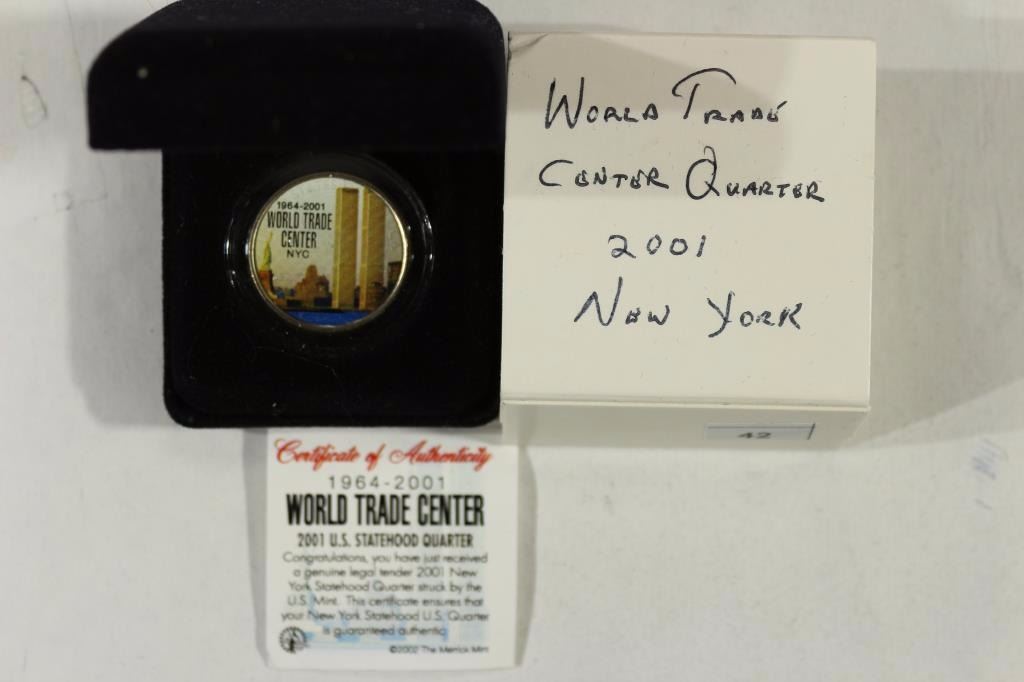 1964-2001
WORLD TRADE
CENTER
NYC
WORLD TRADE
CENTER QUARTER
2001
NEW YORK
42
Certificate of Authenticity
1964-2001
WORLD TRADE CENTER
2001 U.S. STATEHOOD QUARTER
Congratulations, you have just received
a genuine legal tender 2001 New
York Statehood Quarter struck by the
U.S. Mint. This certificate ensures that
your New York Statehood U.S. Quarter
is guaranteed authentic
©2002 The Merrick Mint